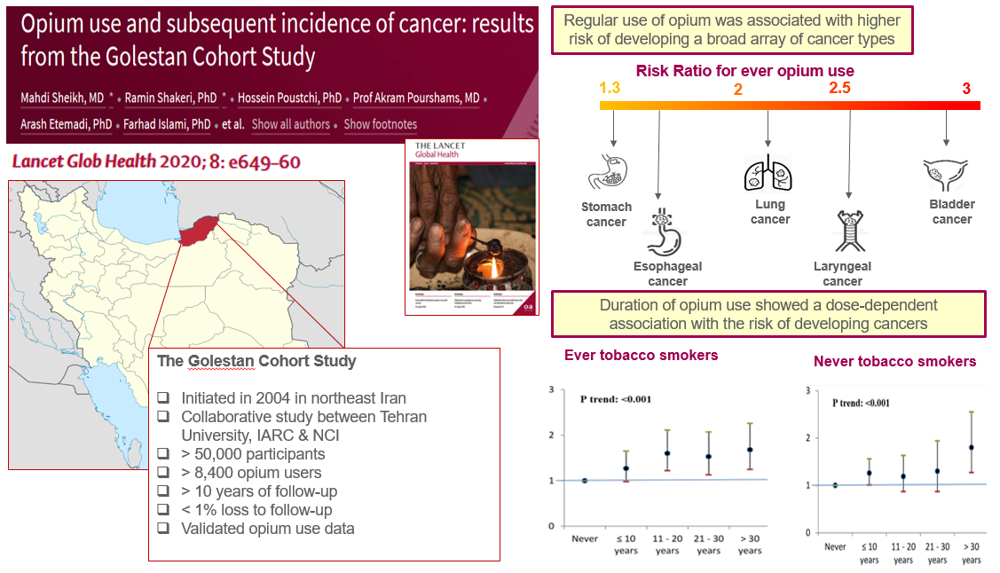 Opium use and subsequent incidence of cancer: results
from the Golestan Cohort Study
Mahdi Sheikh, MD * • Ramin Shakeri, PhD * • Hossein Poustchi, PhD • Prof Akram Pourshams, MD •
Arash Etemadi, PhD • Farhad Islami, PhD • et al. Show all authors • Show footnotes
Lancet Glob Health 2020; 8: e649–60
THE LANCET
Global Health
oa
The Golestan Cohort Study
❑ Initiated in 2004 in northeast Iran
❑ Collaborative study between Tehran
University, IARC & NCI
❑ > 50,000 participants
❑ > 8,400 opium users
❑ > 10 years of follow-up
❑ < 1% loss to follow-up
❑ Validated opium use data
Regular use of opium was associated with higher
risk of developing a broad array of cancer types
Risk Ratio for ever opium use
1.3 2 2.5 3
Stomach
cancer
Esophageal
cancer
Lung
cancer
Laryngeal
cancer
Bladder
cancer
Duration of opium use showed a dose-dependent
association with the risk of developing cancers
Ever tobacco smokers
P trend: <0.001
3
2
1
0
Never ≤ 10 years 11 - 20 years 21 - 30 years > 30 years
Never tobacco smokers
P trend: <0.001
3
2
1
0
Never ≤ 10 years 11 - 20 years 21 - 30 years > 30 years